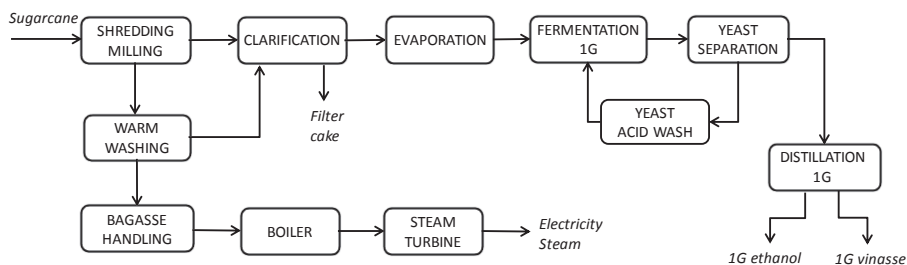 Sugarcane
SHREDDING
MILLING
CLARIFICATION
EVAPORATION
FERMENTATION
1G
YEAST
SEPARATION
Filter
cake
YEAST
ACID WASH
WARM
WASHING
DISTILLATION
1G
BAGASSE
HANDLING
BOILER
STEAM
TURBINE
Electricity
Steam
1G ethanol
1G vinasse